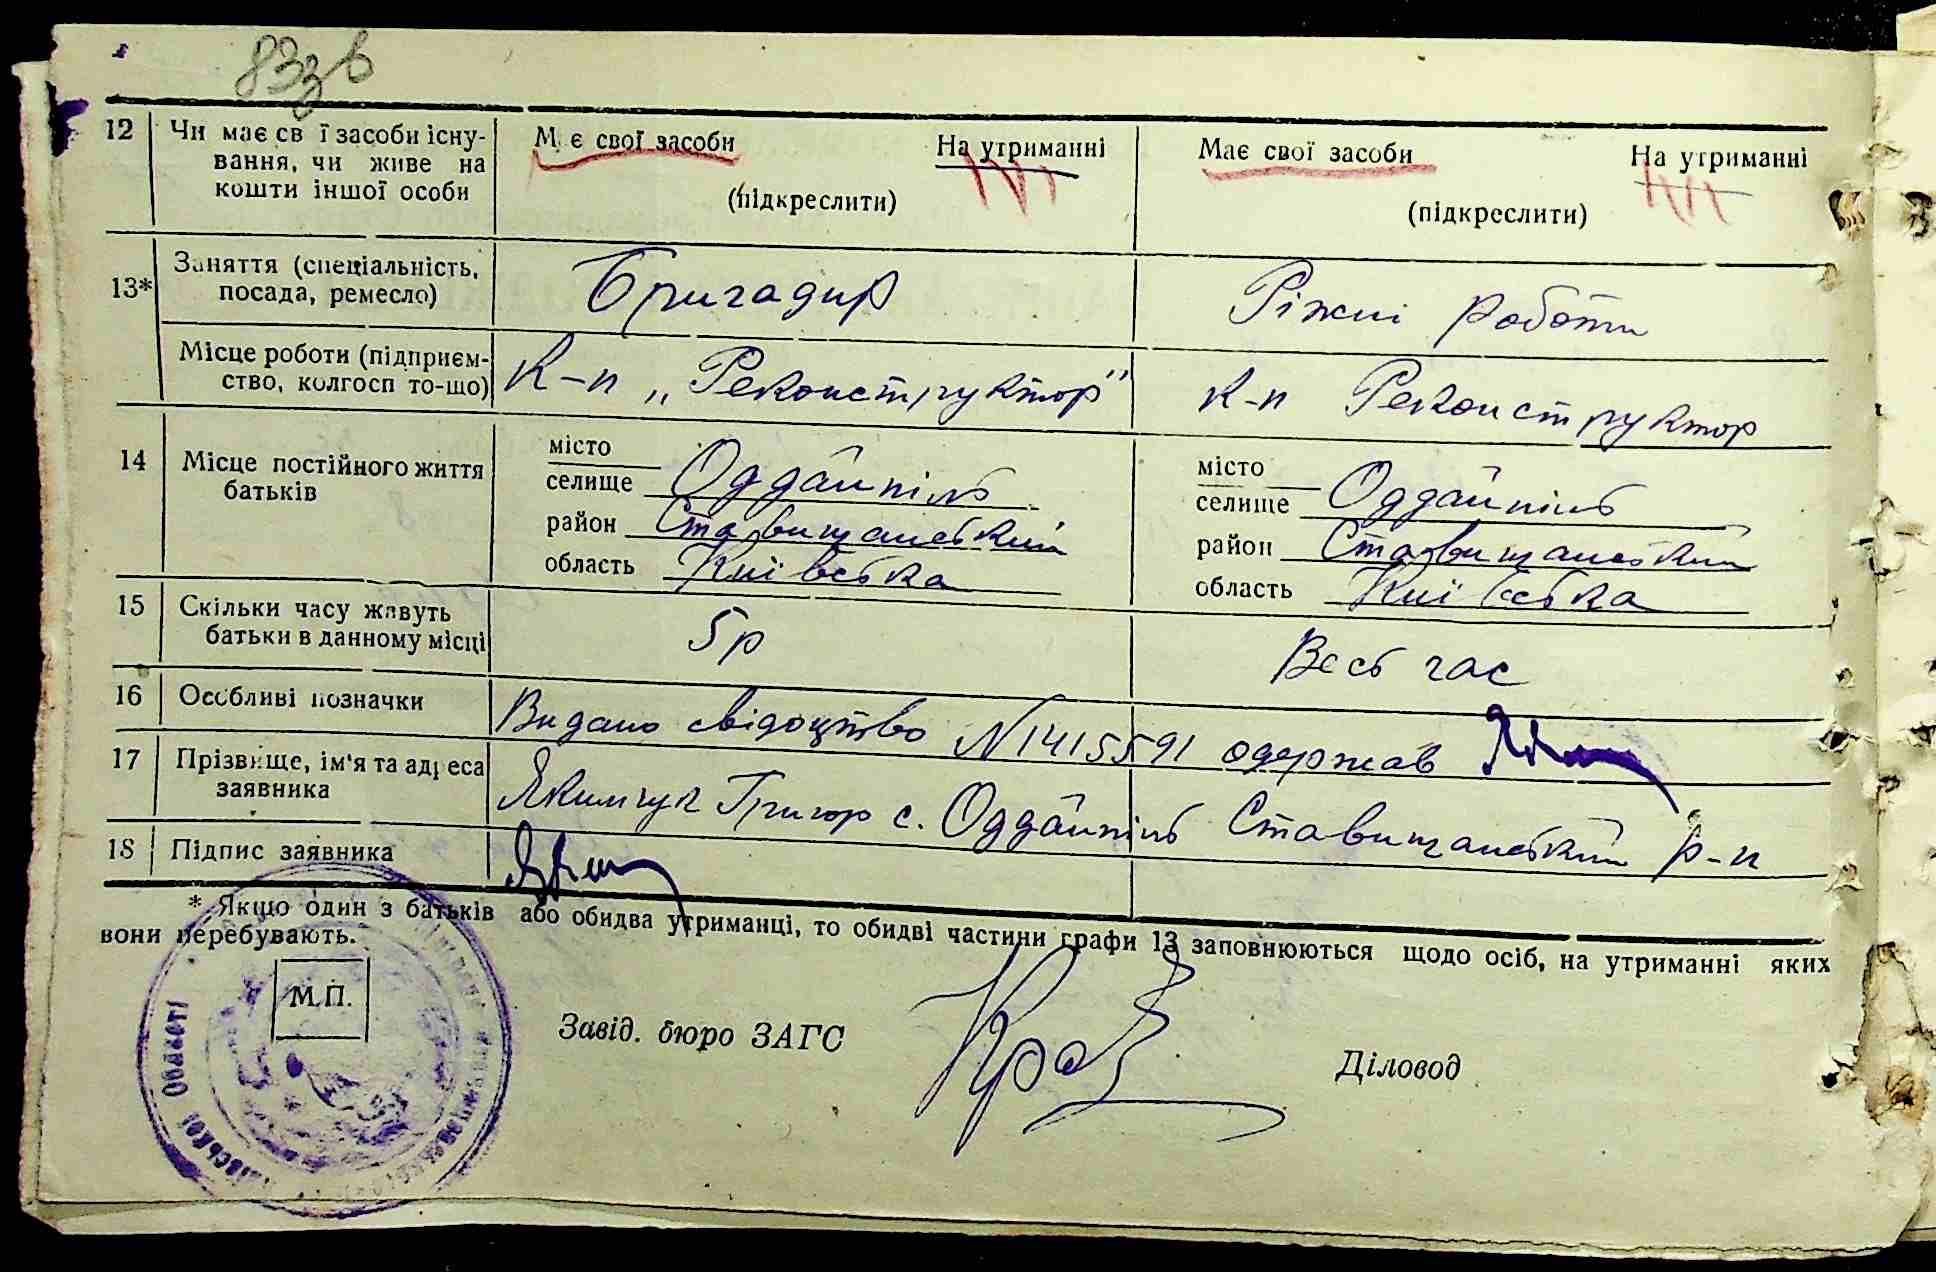 83зв
12 Чи має св ї засоби існу- М є свої засоби На утриманні Має свої засоби На утриманні
вання, чи живе на
кошти іншої особи (підкреслити) (підкреслити)
13* Заняття (спеціальність, Бригадир Ріжні роботи
посада, ремесло)
Місце роботи (підприєм- К-п „Реконструктор" К-п Реконструктор
ство, колгосп то-що)
14 Місце постійного життя місто місто
батьків селище Оддайпіль селище Оддайпіль
район Ставищанський район Ставищанський
область Київська область Київська
15 Скільки часу живуть 5 р Весь час
батьки в данному місці
16 Особливі позначки Видано свідоцтво N 1415591 одержав
17 Прізвище, ім'я та адреса Якимчук Григор с. Оддайпіль Ставищанський р-н
заявника
18 Підпис заявника
* Якщо один з батьків або обидва утриманці, то обидві частини графи 13 заповнюються щодо осіб, на утриманні яких
вони перебувають.
М.П.
Завід. бюро ЗАГС Діловод
Області